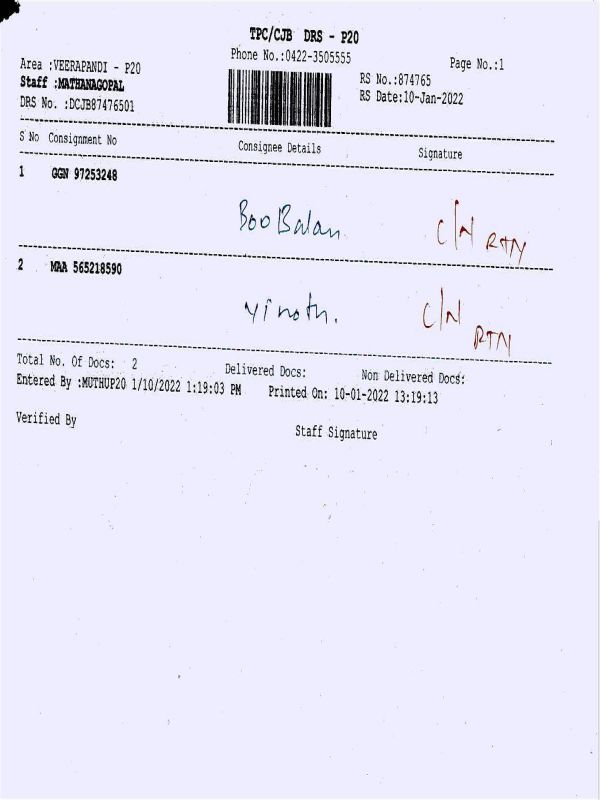 TPC/CJB DRS - P20
Phone No.:0422-3505555
Page No.:1
Area :VEERAPANDI - P20
Staff :MATHANAGOPAL
DRS No. :DCJB87476501
RS No.:874765
RS Date:10-Jan-2022
S No Consignment No Consignee Details Signature
1 GGN 97253248
BooBalan C/N RTN
2 MAA 565218590
Vinoth. C/N RTN
Total No. Of Docs: 2 Delivered Docs: Non Delivered Docs:
Entered By :MUTHUP20 1/10/2022 1:19:03 PM Printed On: 10-01-2022 13:19:13
Verified By Staff Signature